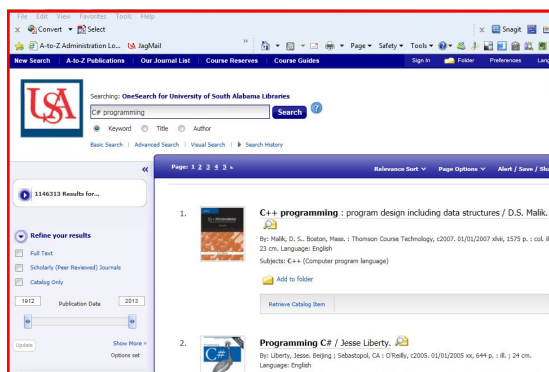 File Edit View Favorites Tools Help
x Convert Select
x Snagit
A-to-Z Administration Lo... JagMail » Page Safety Tools
New Search A-to-Z Publications Our Journal List Course Reserves Course Guides Sign In Folder Preferences Lang
USA
Searching: OneSearch for University of South Alabama Libraries
C# programming Search ?
Keyword Title Author
Basic Search Advanced Search Visual Search Search History
« Page: 1 2 3 4 5 Relevance Sort Page Options Alert / Save / Sha
1146313 Results for...
Refine your results
Full Text
Scholarly (Peer Reviewed) Journals
Catalog Only
1912 Publication Date 2013
Update Show More »
Options set
1. C++ programming : program design including data structures / D.S. Malik.
By: Malik, D. S.. Boston, Mass. : Thomson Course Technology, c2007. 01/01/2007 xlvii, 1575 p. : col. ill
23 cm. Language: English
Subjects: C++ (Computer program language)
Add to folder
Retrieve Catalog Item
2. Programming C# / Jesse Liberty.
C#
By: Liberty, Jesse. Beijing ; Sebastopol, CA : O'Reilly, c2005. 01/01/2005 xx, 644 p. : ill. ; 24 cm.
Language: English